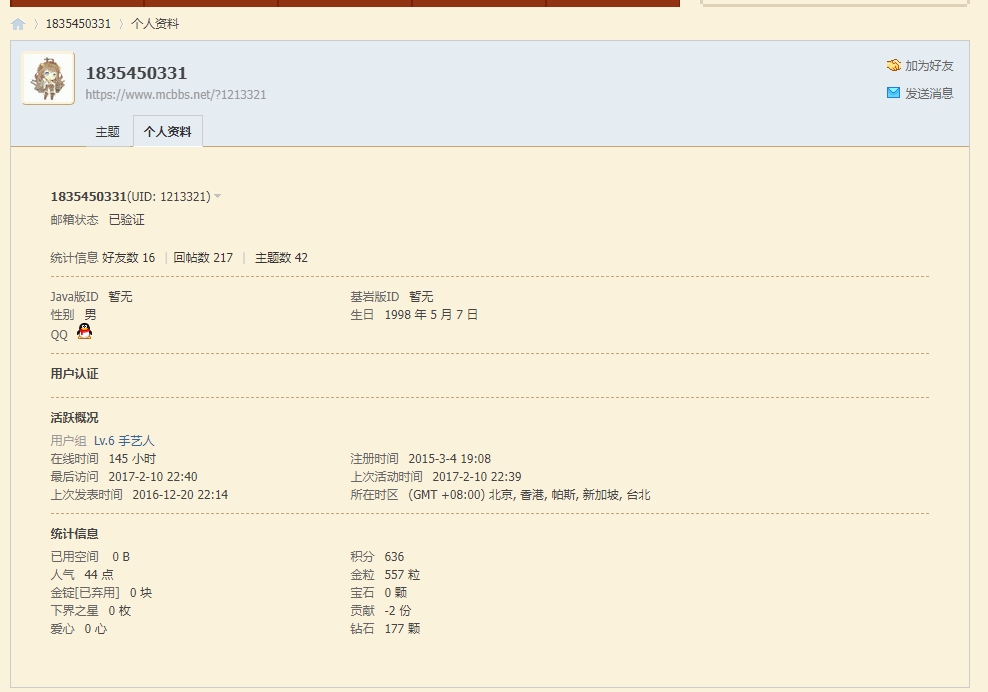 1835450331 〉 个人资料
1835450331
https://www.mcbbs.net/?1213321
加为好友
发送消息
主题 个人资料
1835450331(UID: 1213321)
邮箱状态 已验证
统计信息 好友数 16 | 回帖数 217 | 主题数 42
Java版ID 暂无 基岩版ID 暂无
性别 男 生日 1998 年 5 月 7 日
QQ
用户认证
活跃概况
用户组 Lv.6 手艺人
在线时间 145 小时 注册时间 2015-3-4 19:08
最后访问 2017-2-10 22:40 上次活动时间 2017-2-10 22:39
上次发表时间 2016-12-20 22:14 所在时区 (GMT +08:00) 北京, 香港, 帕斯, 新加坡, 台北
统计信息
已用空间 0 B 积分 636
人气 44 点 金粒 557 粒
金锭[已弃用] 0 块 宝石 0 颗
下界之星 0 枚 贡献 -2 份
爱心 0 心 钻石 177 颗